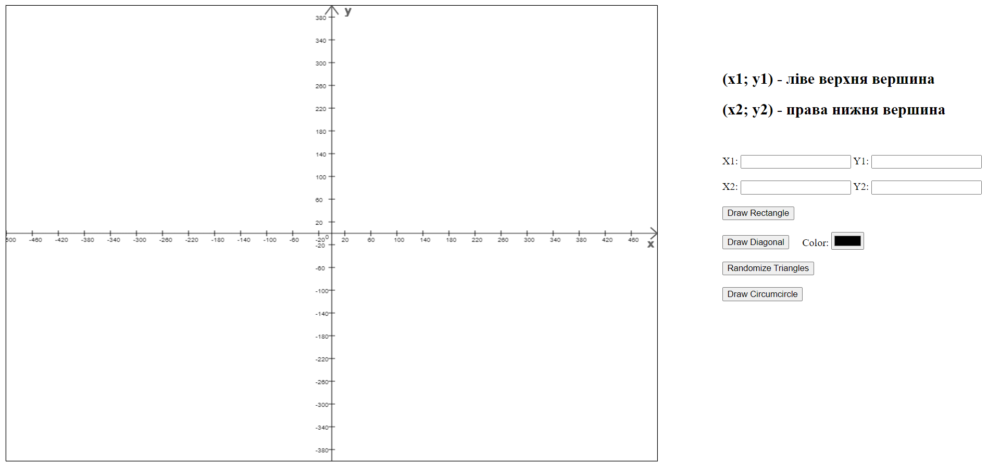 y
380
340
300
260
220
180
140
100
60
20
500 -460 -420 -380 -340 -300 -260 -220 -180 -140 -100 -60 -20 0 20 60 100 140 180 220 260 300 340 380 420 460
x
-20
-60
-100
-140
-180
-220
-260
-300
-340
-380
(x1; y1) - ліве верхня вершина
(x2; y2) - права нижня вершина
X1: Y1:
X2: Y2:
Draw Rectangle
Draw Diagonal Color:
Randomize Triangles
Draw Circumcircle